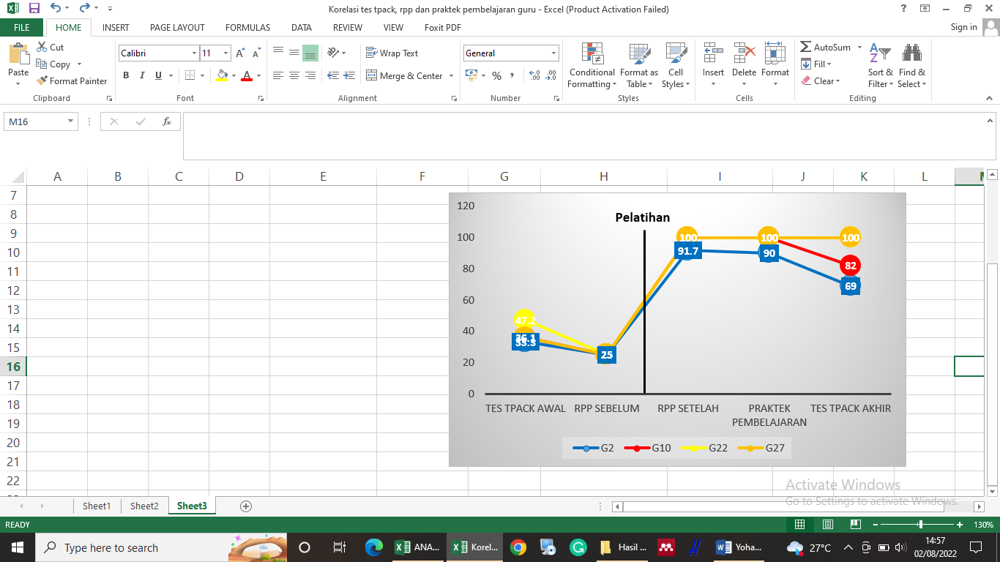 Korelasi tes tpack, rpp dan praktek pembelajaran guru - Excel (Product Activation Failed)
FILE HOME INSERT PAGE LAYOUT FORMULAS DATA REVIEW VIEW Foxit PDF Sign in
Paste
Cut
Copy
Format Painter
Clipboard
Calibri 11
B I U
Font
Wrap Text
Merge & Center
Alignment
General
%
Number
Conditional Formatting
Format as Table
Cell Styles
Styles
Insert Delete Format
Cells
AutoSum
Fill
Clear
Sort & Filter
Find & Select
Editing
M16
fx
A B C D E F G H I J K L
7
8
9
10
11
12
13
14
15
16
17
18
19
20
21
22
120
100
80
60
40
20
0
Pelatihan
100 100 100
91.7 90 82
69
47.2
36.1
25
TES TPACK AWAL RPP SEBELUM RPP SETELAH PRAKTEK TES TPACK AKHIR
PEMBELAJARAN
G2 G10 G22 G27
Activate Windows
Go to Settings to activate Windows.
Sheet1 Sheet2 Sheet3
READY 130%
Type here to search
ANA... Korel... Hasil ... Yoha... 27°C
14:57
02/08/2022